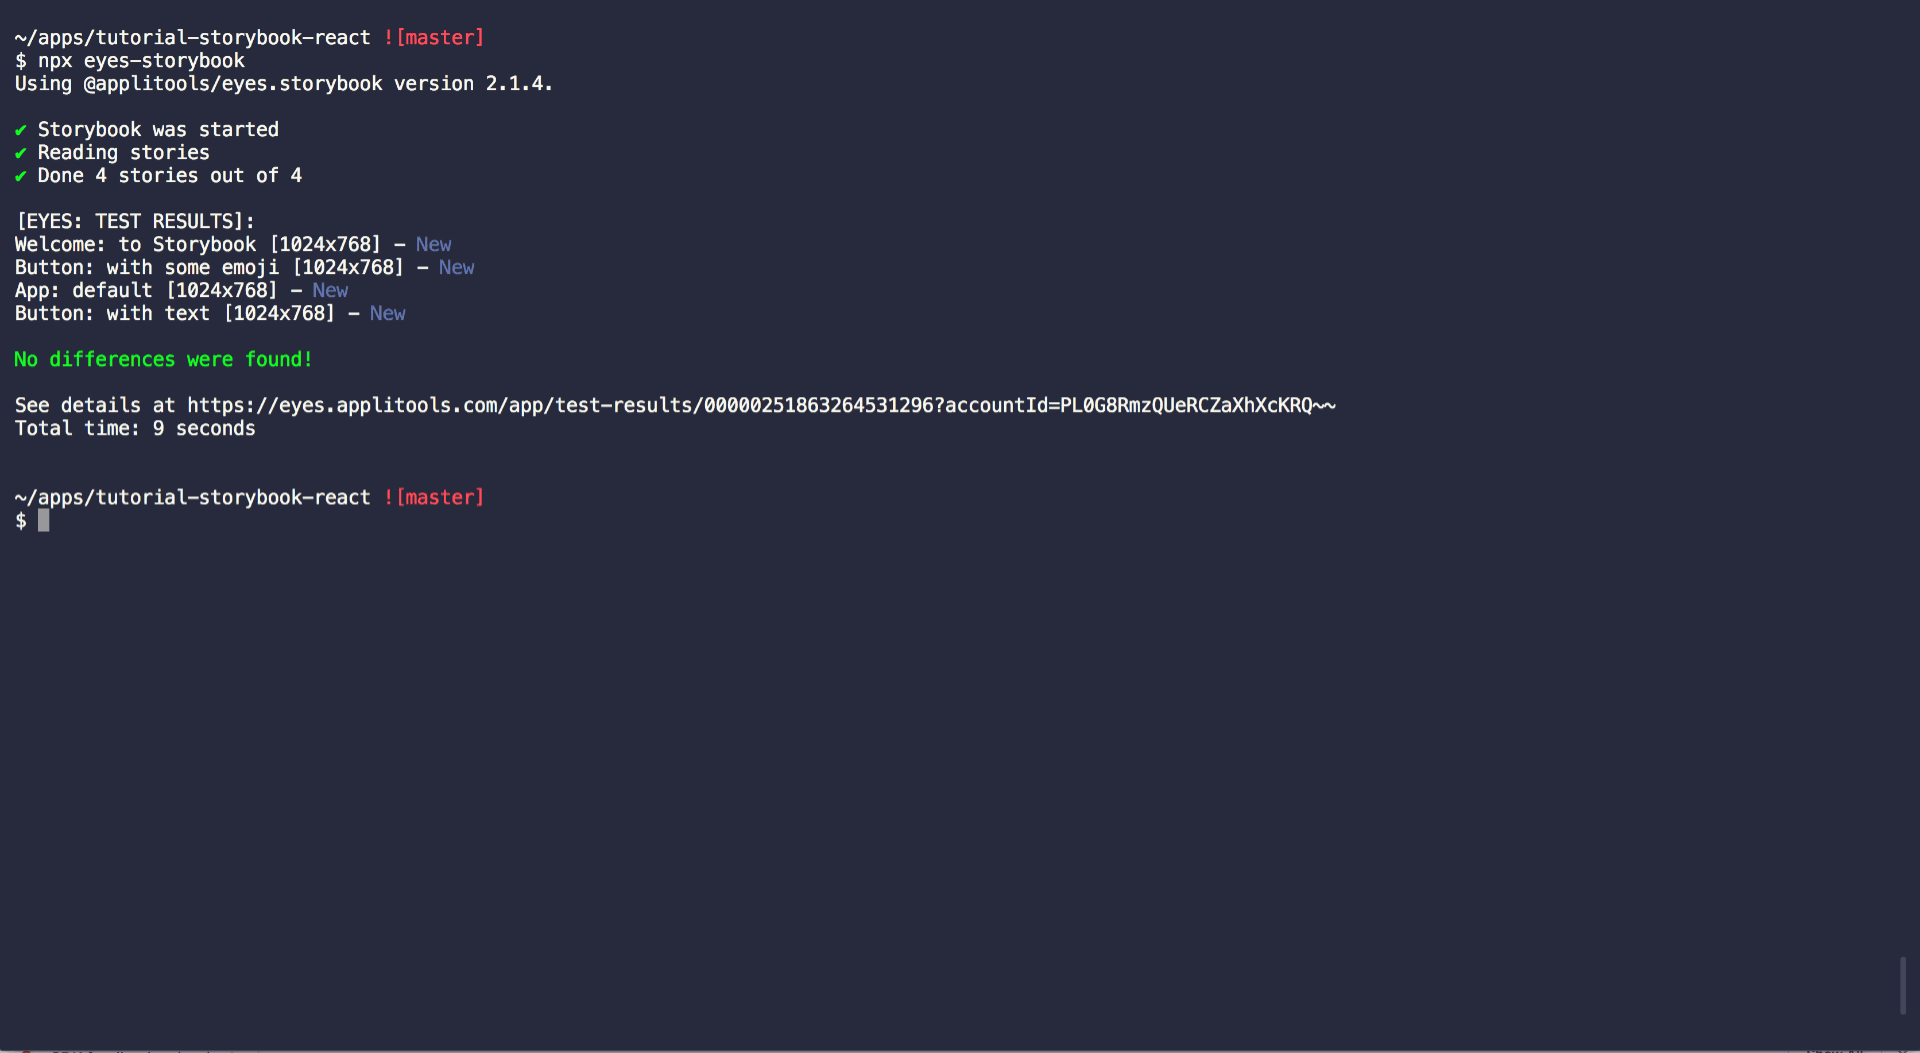 ~/apps/tutorial-storybook-react ![master]
$ npx eyes-storybook
Using @applitools/eyes.storybook version 2.1.4.
✔ Storybook was started
✔ Reading stories
✔ Done 4 stories out of 4
[EYES: TEST RESULTS]:
Welcome: to Storybook [1024x768] - New
Button: with some emoji [1024x768] - New
App: default [1024x768] - New
Button: with text [1024x768] - New
No differences were found!
See details at https://eyes.applitools.com/app/test-results/00000251863264531296?accountId=PL0G8RmzQUeRCZaXhXcKRQ~~
Total time: 9 seconds
~/apps/tutorial-storybook-react ![master]
$